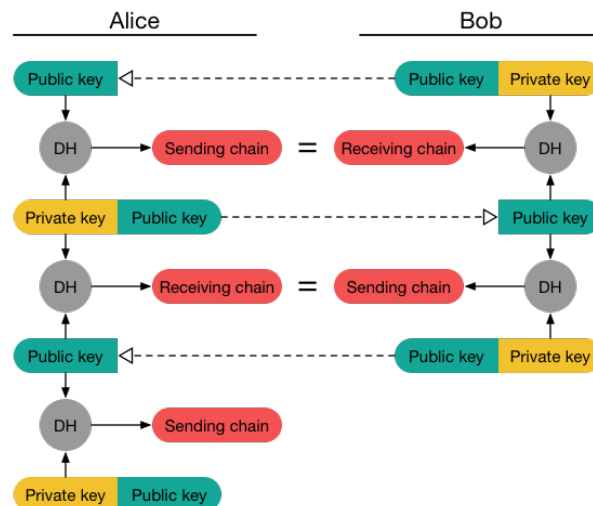 Alice Bob
Public key Public key Private key
DH Sending chain = Receiving chain DH
Private key Public key Public key
DH Receiving chain = Sending chain DH
Public key Public key Private key
DH Sending chain
Private key Public key